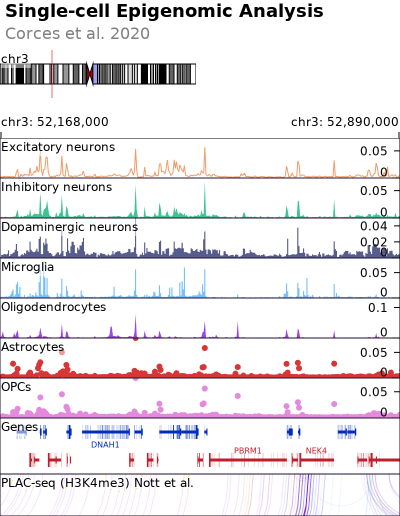 Single-cell Epigenomic Analysis
Corces et al. 2020
chr3
chr3: 52,168,000 chr3: 52,890,000
Excitatory neurons 0.05
0
Inhibitory neurons 0.05
0
Dopaminergic neurons 0.04
0.02
0
Microglia 0.05
0
Oligodendrocytes 0.1
0
Astrocytes 0.05
0
OPCs 0.05
0
Genes
DNAH1
PBRM1 NEK4
PLAC-seq (H3K4me3) Nott et al.